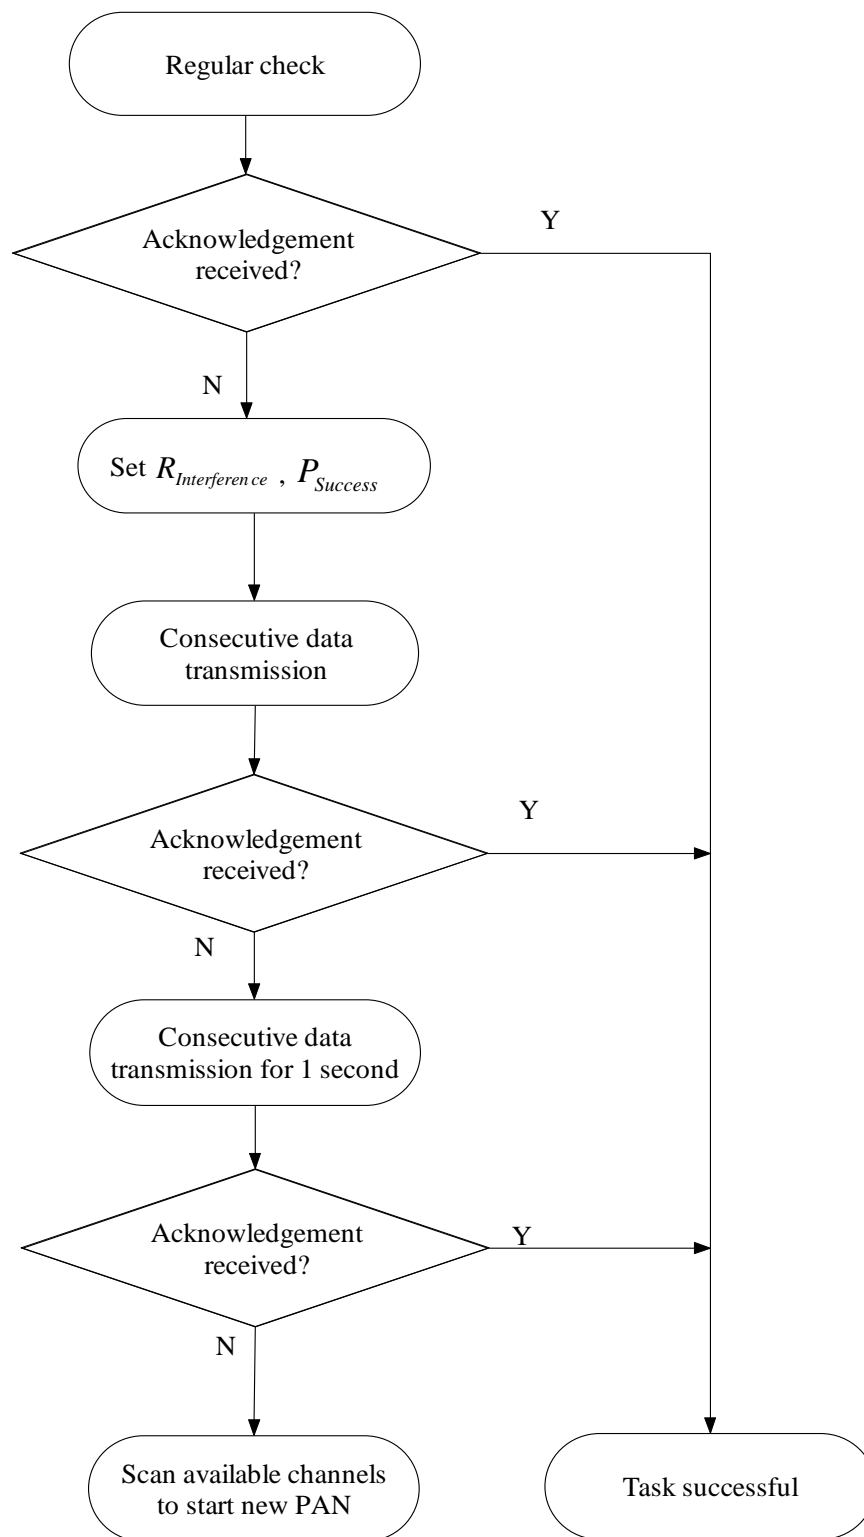 Regular check
Y
Acknowledgement
received?
N
Set R_Interference , P_Success
Consecutive data
transmission
Y
Acknowledgement
received?
N
Consecutive data
transmission for 1 second
Acknowledgement
received?
Y
N
Scan available channels
to start new PAN
Task successful